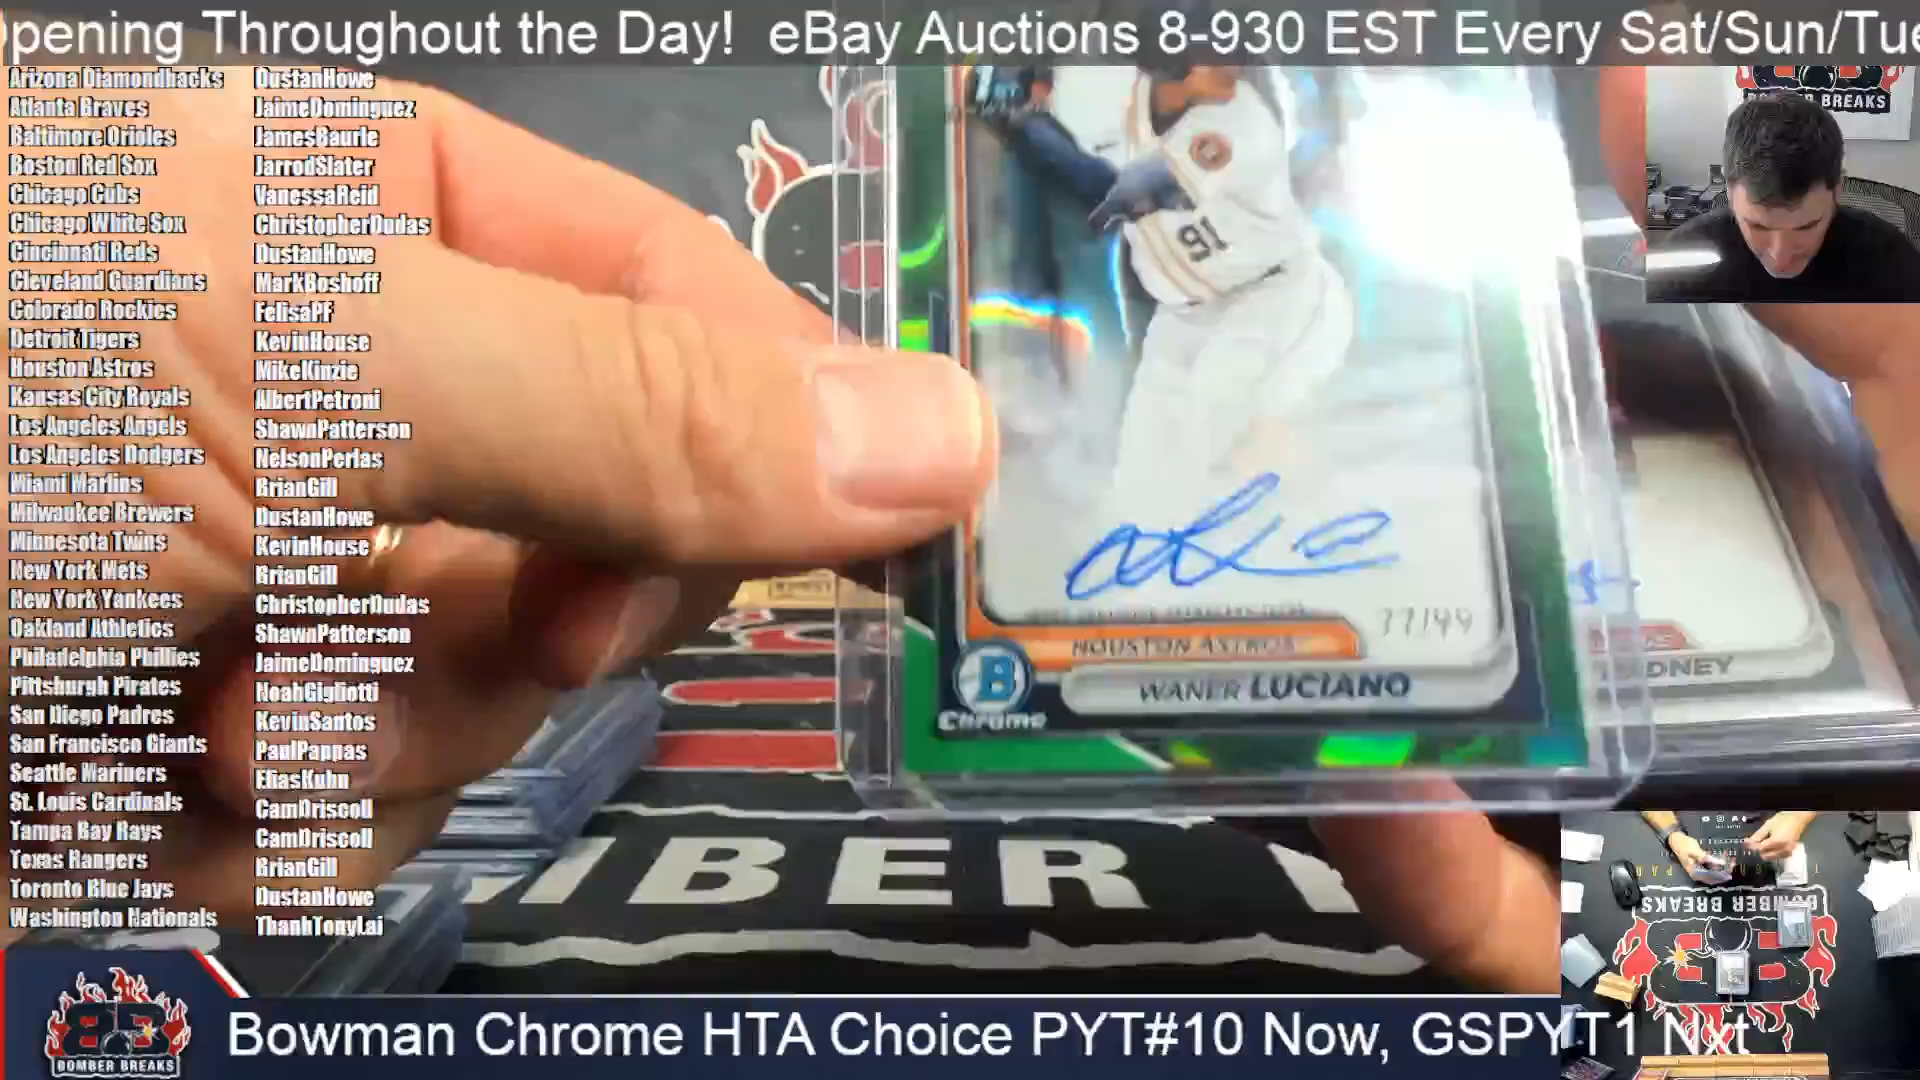 pening Throughout the Day! eBay Auctions 8-930 EST Every Sat/Sun/Tue
Arizona Diamondbacks DustanHowe
Atlanta Braves JaimeDominguez
Baltimore Orioles JamesBaurle
Boston Red Sox JarrodSlater
Chicago Cubs VanessaReid
Chicago White Sox ChristopherDudas
Cincinnati Reds DustanHowe
Cleveland Guardians MarkBoshoff
Colorado Rockies FelisaPF
Detroit Tigers KevinHouse
Houston Astros MikeKinzie
Kansas City Royals AlbertPetroni
Los Angeles Angels ShawnPatterson
Los Angeles Dodgers NelsonPerlas
Miami Marlins BrianGill
Milwaukee Brewers DustanHowe
Minnesota Twins KevinHouse
New York Mets BrianGill
New York Yankees ChristopherDudas
Oakland Athletics ShawnPatterson
Philadelphia Phillies JaimeDominguez
Pittsburgh Pirates NoahGigliotti
San Diego Padres KevinSantos
San Francisco Giants PaulPappas
Seattle Mariners EliasKuhn
St. Louis Cardinals CamDriscoll
Tampa Bay Rays CamDriscoll
Texas Rangers BrianGill
Toronto Blue Jays DustanHowe
Washington Nationals ThanhTonyLai
1ST
91
77/99
HOUSTON ASTROS
WANER LUCIANO
B
Chrome
DNEY
MBER
BOMBER BREAKS
BOMBER BREAKS
BB
BOMBER BREAKS
Bowman Chrome HTA Choice PYT#10 Now, GSPYT1 Nxt